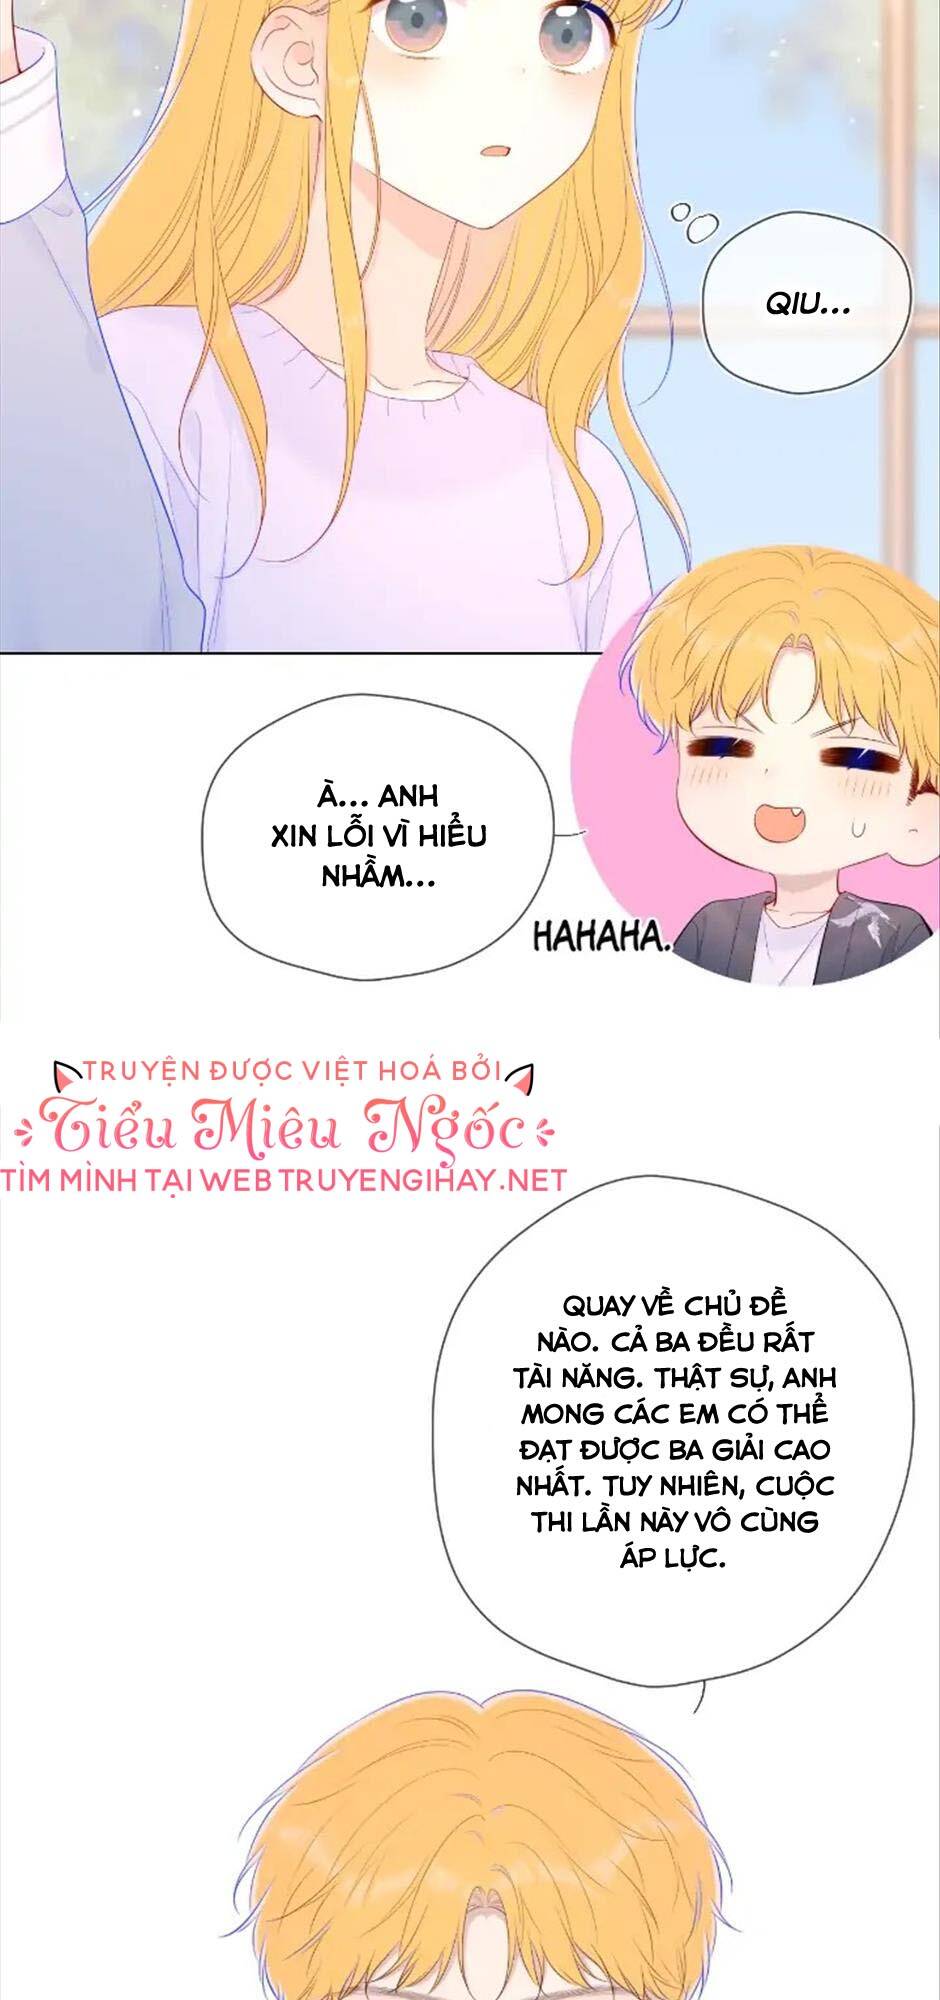 QIU...
À... ANH
XIN LỖI VÌ HIỂU
NHẦM...
HAHAHA.
TRUYỆN ĐƯỢC VIỆT HOÁ BỞI
Tiểu Miêu Ngốc
TÌM MÌNH TẠI WEB TRUYENGIHAY.NET
QUAY VỀ CHỦ ĐỀ
NÀO. CẢ BA ĐỀU RẤT
TÀI NĂNG. THẬT SỰ, ANH
MONG CÁC EM CÓ THỂ
ĐẠT ĐƯỢC BA GIẢI CAO
NHẤT. TUY NHIÊN, CUỘC
THI LẦN NÀY VÔ CÙNG
ÁP LỰC.